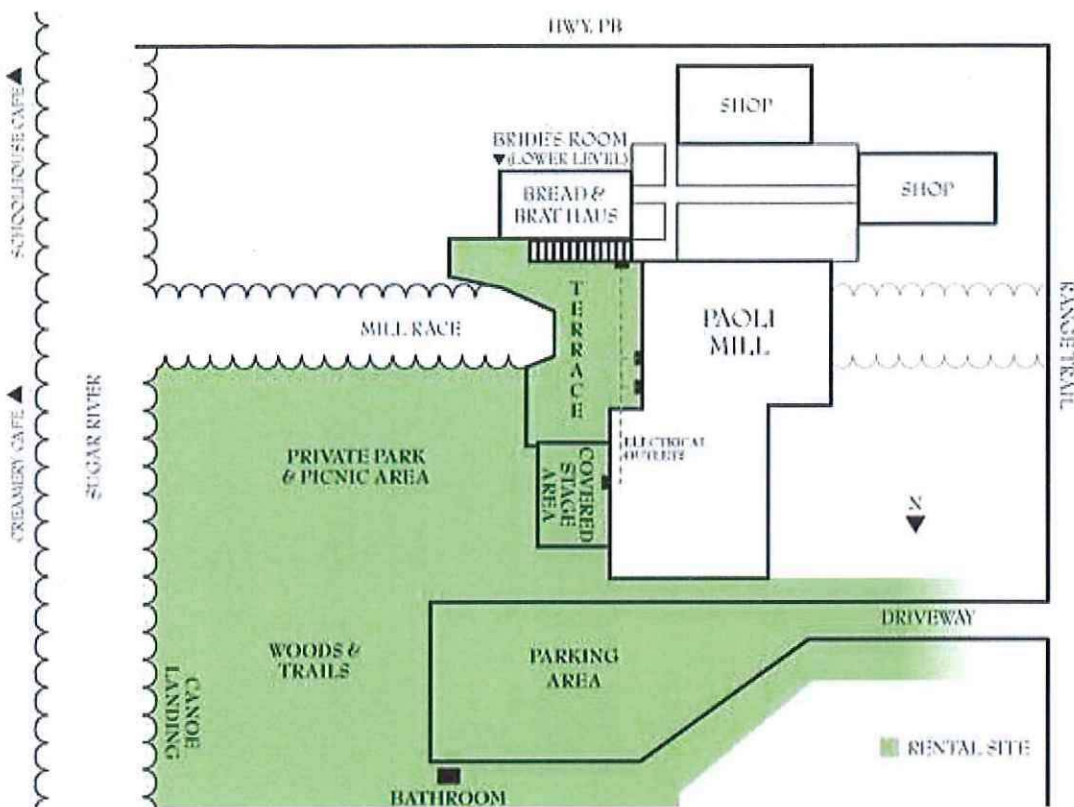 HWY. PB
SCHOOLHOUSE CAFE
SHOP
BRIDE'S ROOM
(LOWER LEVEL)
BREAD &
BRAT HAUS
SHOP
TERRACE
MILL RACE
PAOLI
MILL
RANGE TRAIL
CREAMERY CAFE
SUGAR RIVER
PRIVATE PARK
& PICNIC AREA
ELECTRICAL
OUTLETS
COVERED
STAGE
AREA
N
DRIVEWAY
WOODS &
TRAILS
PARKING
AREA
CANOE
LANDING
RENTAL SITE
BATHROOM